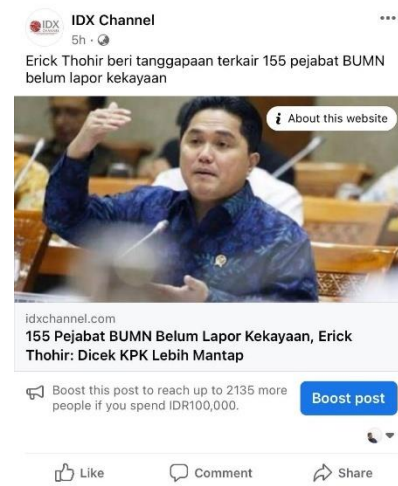 IDX Channel
5h
Erick Thohir beri tanggapaan terkair 155 pejabat BUMN
belum lapor kekayaan
About this website
idxchannel.com
155 Pejabat BUMN Belum Lapor Kekayaan, Erick
Thohir: Dicek KPK Lebih Mantap
Boost this post to reach up to 2135 more
people if you spend IDR100,000.
Boost post
Like
Comment
Share